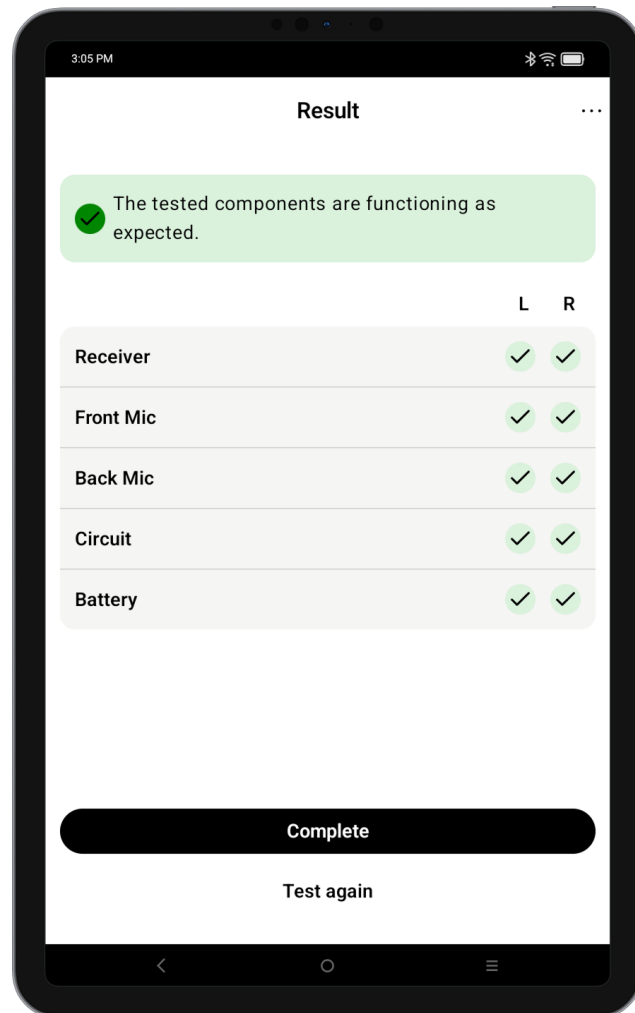 3:05 PM
Result
...
The tested components are functioning as
expected.
L R
Receiver
Front Mic
Back Mic
Circuit
Battery
Complete
Test again